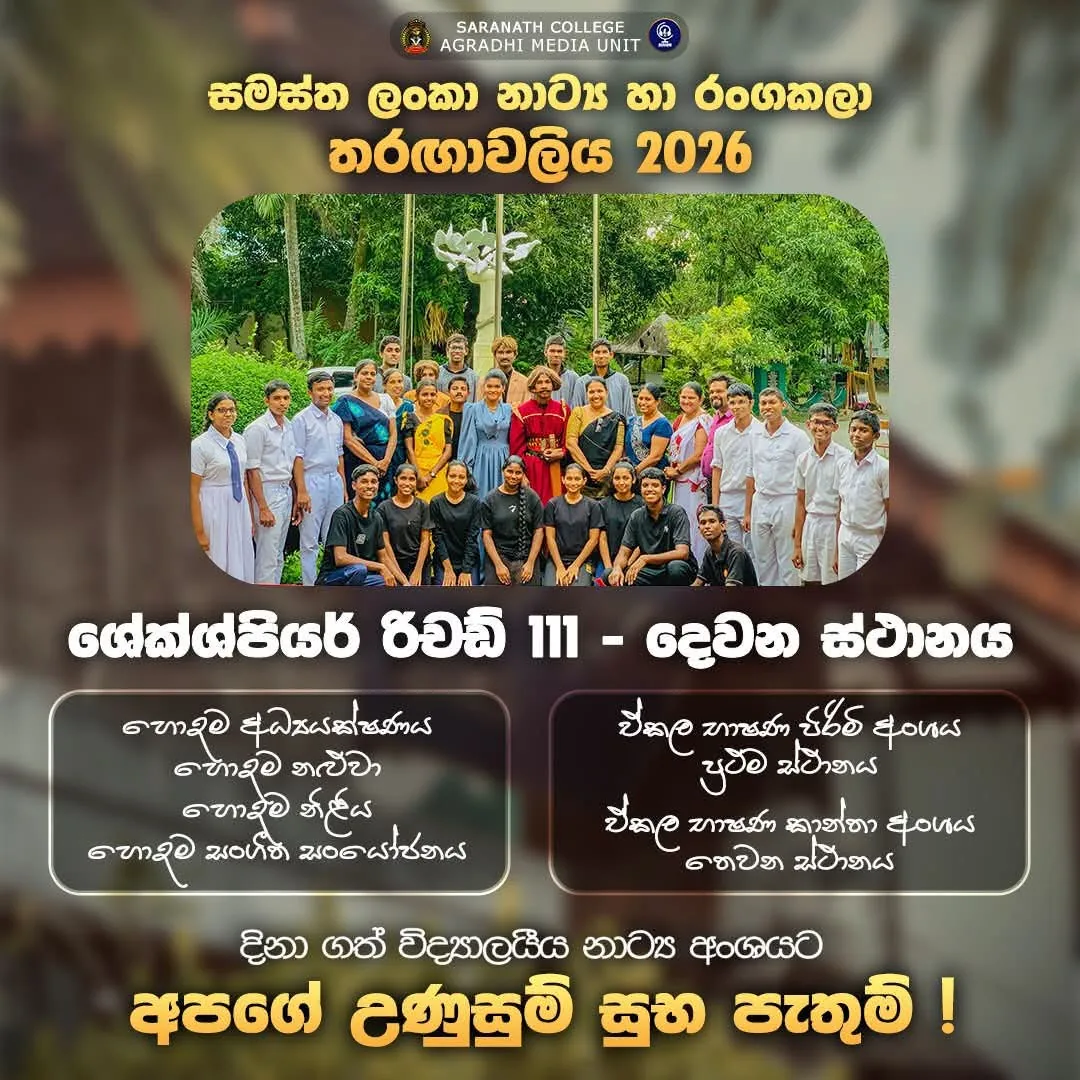 SARANATH COLLEGE
AGRADHI MEDIA UNIT
සමස්ත ලංකා නාට්‍ය හා රංගකලා
තරඟාවලිය 2026
ශේක්ශ්පියර් රිචඩ් 111 - දෙවන ස්ථානය
හොඳම අධ්‍යයක්ෂණය
හොඳම නළුවා
හොඳම නිළිය
හොඳම සංගීත සංයෝජනය
ඒකල භාෂණ පිරිමි අංශය
ප්‍රථම ස්ථානය
ඒකල භාෂණ කාන්තා අංශය
තෙවන ස්ථානය
දිනා ගත් විද්‍යාලයීය නාට්‍ය අංශයට
අපගේ උණුසුම් සුභ පැතුම් !